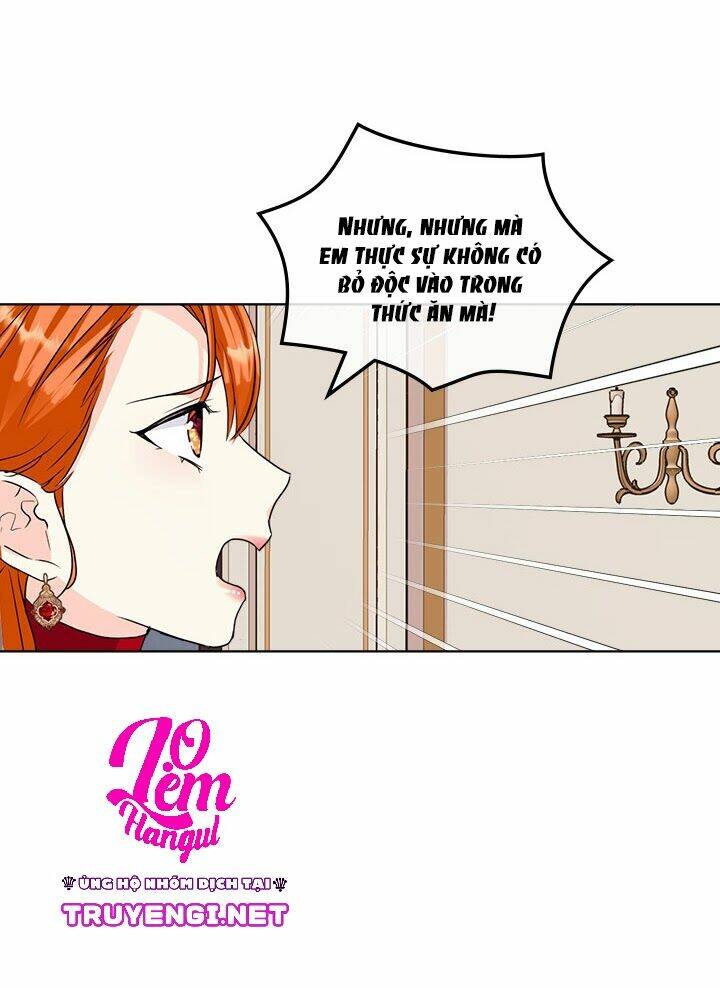 NHƯNG, NHƯNG MÀ
EM THỰC SỰ KHÔNG CÓ
BỎ ĐỘC VÀO TRONG
THỨC ĂN MÀ!
LO
LEM
HANGUL
ỦNG HỘ NHÓM DỊCH TẠI
TRUYENGI.NET